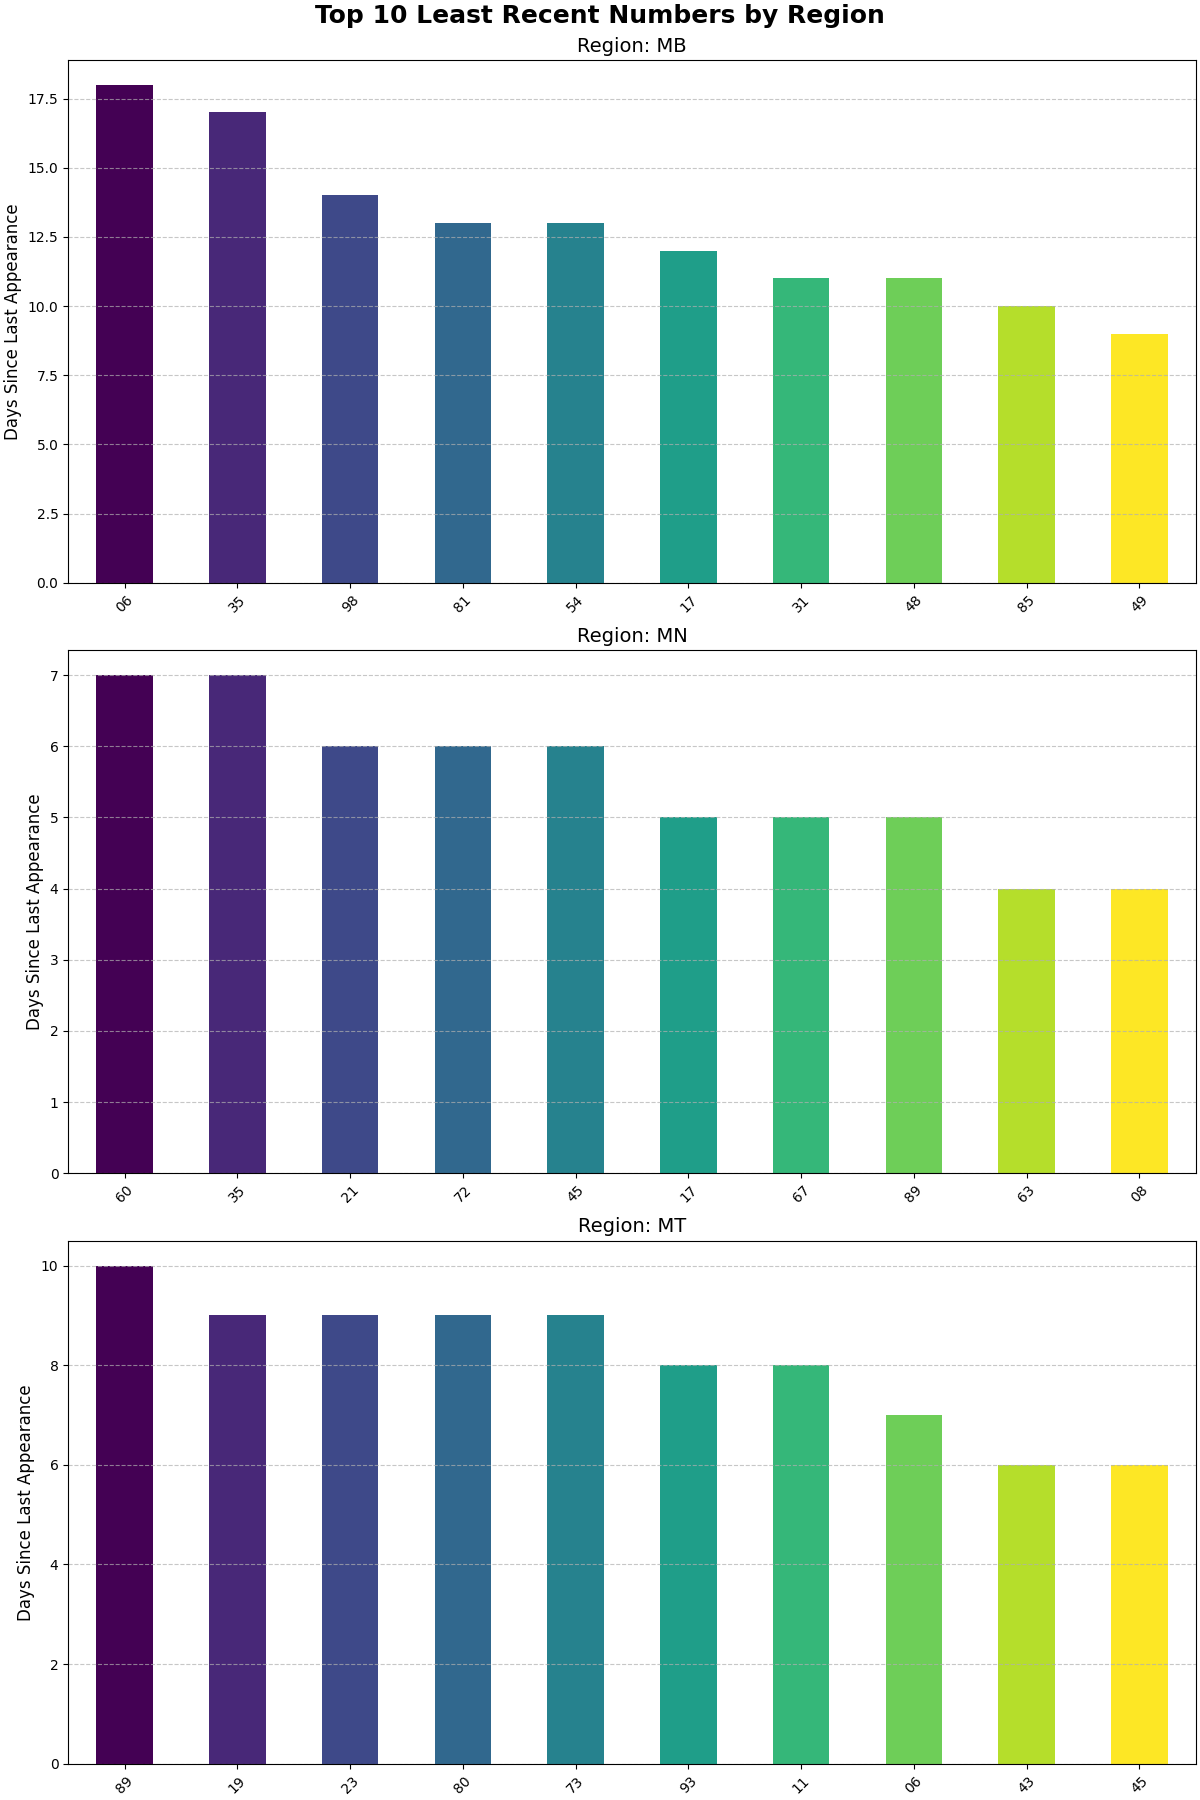 Top 10 Least Recent Numbers by Region
Region: MB
Days Since Last Appearance
17.5
15.0
12.5
10.0
7.5
5.0
2.5
0.0
06 35 98 81 54 17 31 48 85 49
Region: MN
Days Since Last Appearance
7
6
5
4
3
2
1
0
60 35 21 72 45 17 67 89 63 08
Region: MT
Days Since Last Appearance
10
8
6
4
2
0
89 19 23 80 73 93 11 06 43 45